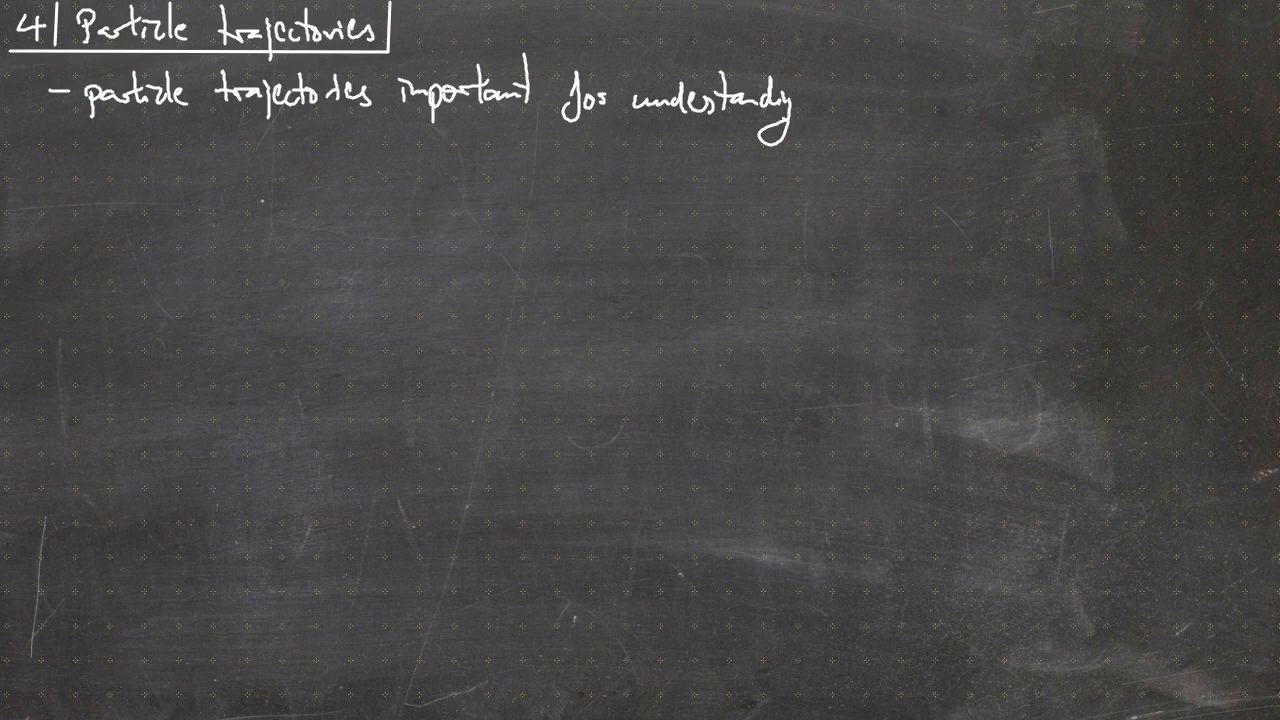 4| Particle trajectories
- particle trajectories important for understanding